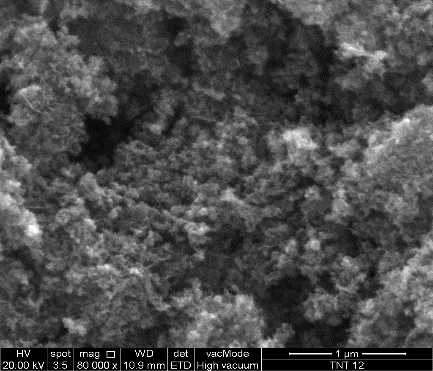 HV spot mag □ WD det vacMode 1 µm
20.00 kV 3.5 80 000 x 10.9 mm ETD High vacuum TNT 12